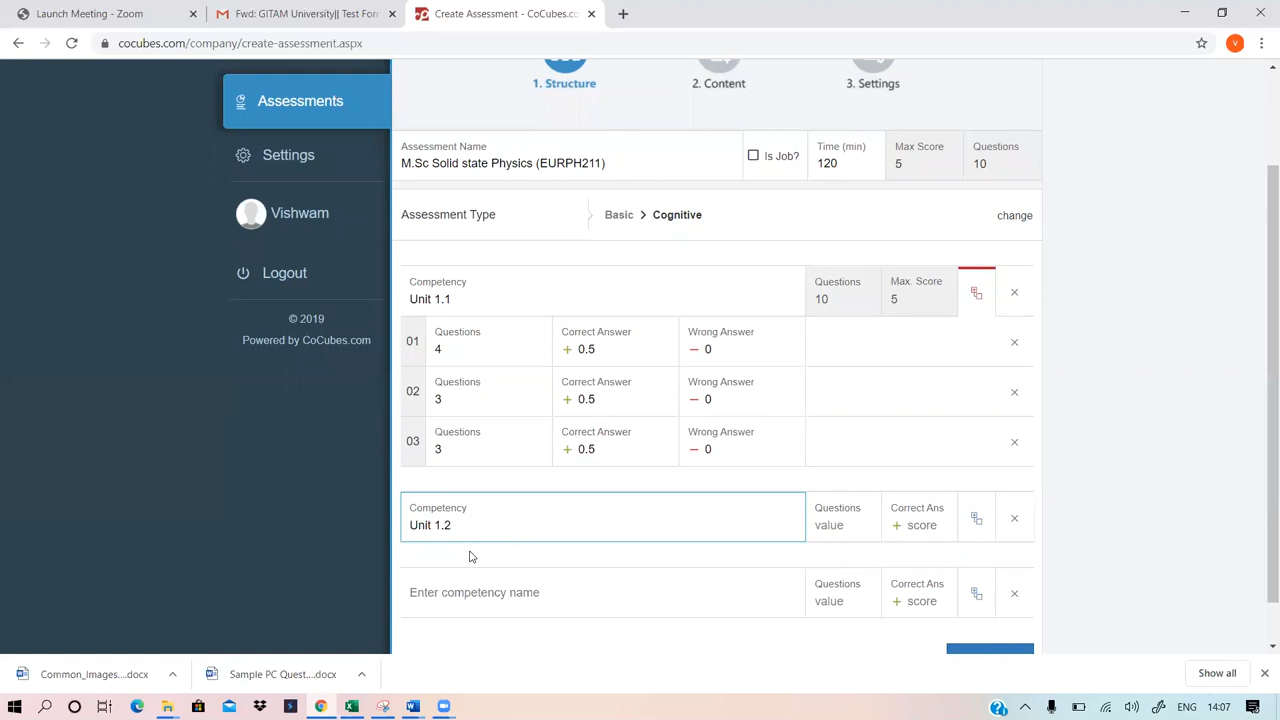 Launch Meeting - Zoom
Fwd: GITAM University|| Test For
Create Assessment - CoCubes.co
cocubes.com/company/create-assessment.aspx
V
1. Structure
2. Content
3. Settings
Assessments
Settings
Vishwam
Logout
© 2019
Powered by CoCubes.com
Assessment Name
M.Sc Solid state Physics (EURPH211)
Is Job?
Time (min)
120
Max Score
5
Questions
10
Assessment Type
Basic > Cognitive
change
Competency
Unit 1.1
Questions
10
Max. Score
5
01
Questions
4
Correct Answer
+ 0.5
Wrong Answer
− 0
02
Questions
3
Correct Answer
+ 0.5
Wrong Answer
− 0
03
Questions
3
Correct Answer
+ 0.5
Wrong Answer
− 0
Competency
Unit 1.2
Questions
value
Correct Ans
+ score
Enter competency name
Questions
value
Correct Ans
+ score
Common_Images....docx
Sample PC Quest....docx
Show all
ENG
14:07